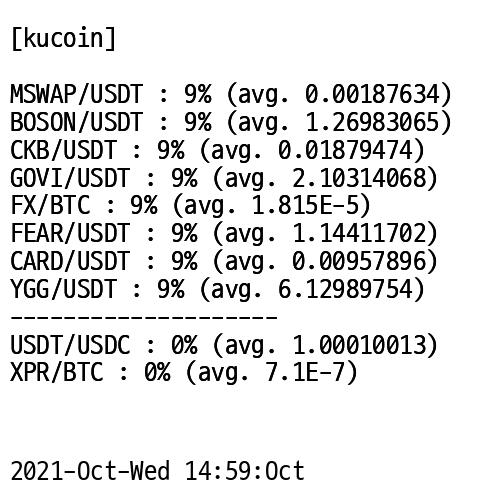 [kucoin]
MSWAP/USDT : 9% (avg. 0.00187634)
BOSON/USDT : 9% (avg. 1.26983065)
CKB/USDT : 9% (avg. 0.01879474)
GOVI/USDT : 9% (avg. 2.10314068)
FX/BTC : 9% (avg. 1.815E-5)
FEAR/USDT : 9% (avg. 1.14411702)
CARD/USDT : 9% (avg. 0.00957896)
YGG/USDT : 9% (avg. 6.12989754)
--------------------
USDT/USDC : 0% (avg. 1.00010013)
XPR/BTC : 0% (avg. 7.1E-7)
2021-Oct-Wed 14:59:Oct